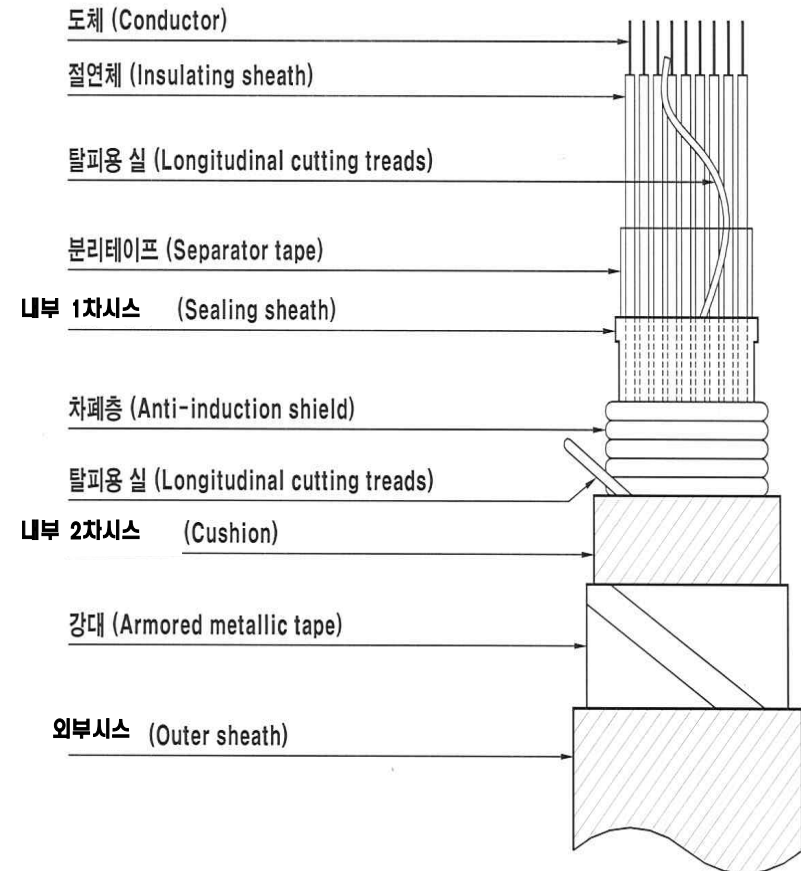 도체 (Conductor)
절연체 (Insulating sheath)
탈피용 실 (Longitudinal cutting treads)
분리테이프 (Separator tape)
내부 1차시스 (Sealing sheath)
차폐층 (Anti-induction shield)
탈피용 실 (Longitudinal cutting treads)
내부 2차시스 (Cushion)
강대 (Armored metallic tape)
외부시스 (Outer sheath)